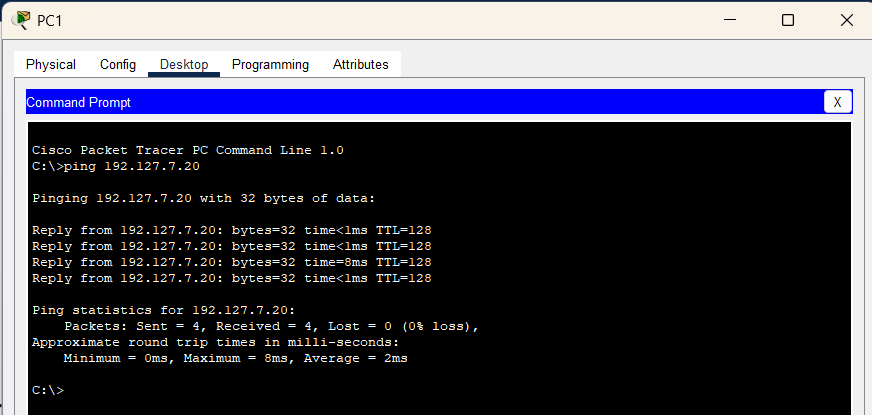 PC1
Physical Config Desktop Programming Attributes
Command Prompt X
Cisco Packet Tracer PC Command Line 1.0
C:\>ping 192.127.7.20
Pinging 192.127.7.20 with 32 bytes of data:
Reply from 192.127.7.20: bytes=32 time<1ms TTL=128
Reply from 192.127.7.20: bytes=32 time<1ms TTL=128
Reply from 192.127.7.20: bytes=32 time=8ms TTL=128
Reply from 192.127.7.20: bytes=32 time<1ms TTL=128
Ping statistics for 192.127.7.20:
Packets: Sent = 4, Received = 4, Lost = 0 (0% loss),
Approximate round trip times in milli-seconds:
Minimum = 0ms, Maximum = 8ms, Average = 2ms
C:\>